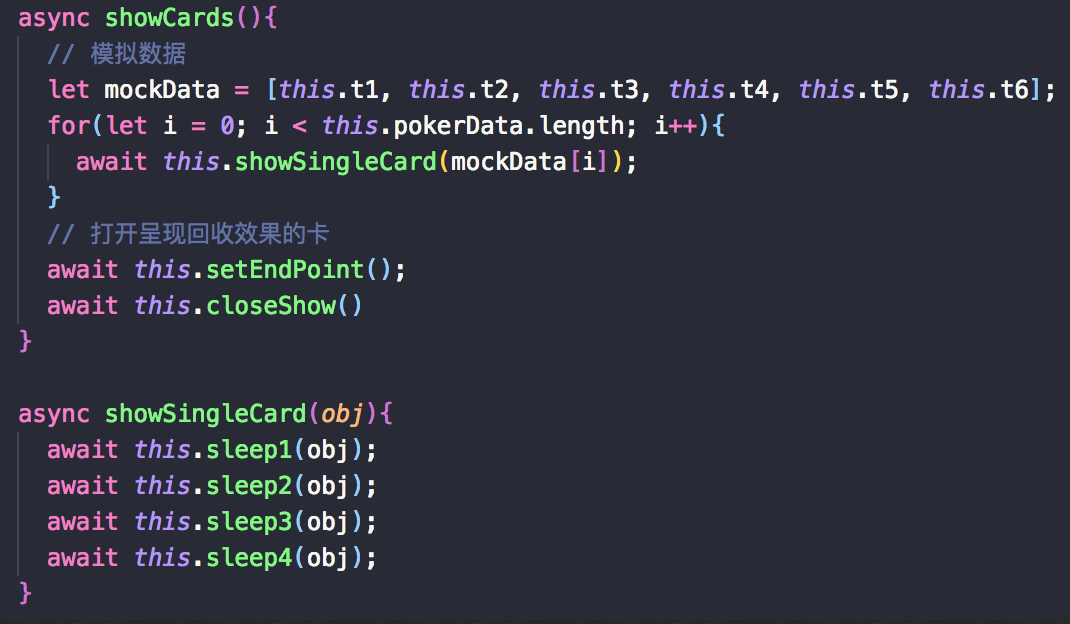 async showCards(){
// 模拟数据
let mockData = [this.t1, this.t2, this.t3, this.t4, this.t5, this.t6];
for(let i = 0; i < this.pokerData.length; i++){
await this.showSingleCard(mockData[i]);
}
// 打开呈现回收效果的卡
await this.setEndPoint();
await this.closeShow()
}
async showSingleCard(obj){
await this.sleep1(obj);
await this.sleep2(obj);
await this.sleep3(obj);
await this.sleep4(obj);
}